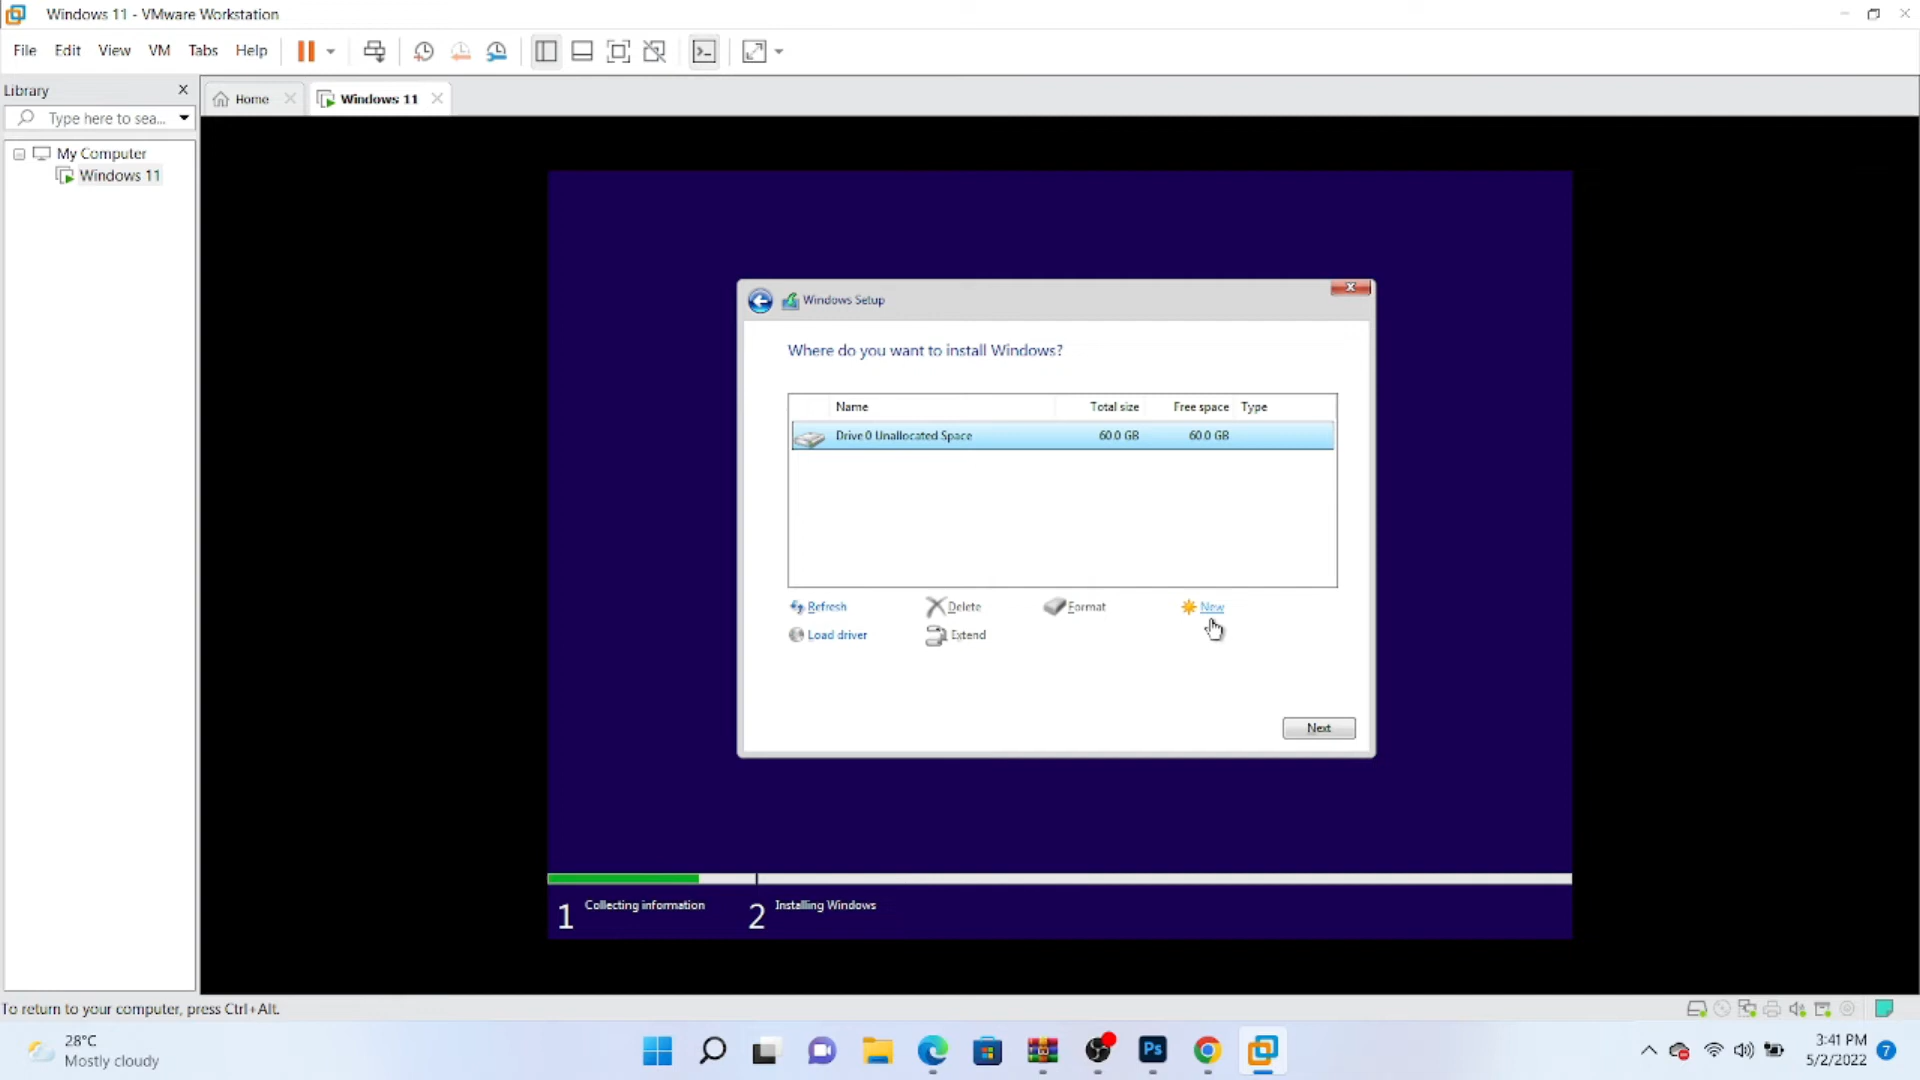 Windows 11 - VMware Workstation
File Edit View VM Tabs Help
Library
Home
Windows 11
Type here to sea...
My Computer
Windows 11
Windows Setup
Where do you want to install Windows?
Name Total size Free space Type
Drive 0 Unallocated Space 60.0 GB 60.0 GB
Refresh Delete Format New
Load driver Extend
Next
1 Collecting information 2 Installing Windows
To return to your computer, press Ctrl+Alt.
28°C
Mostly cloudy
Ps
3:41 PM
5/2/2022
7